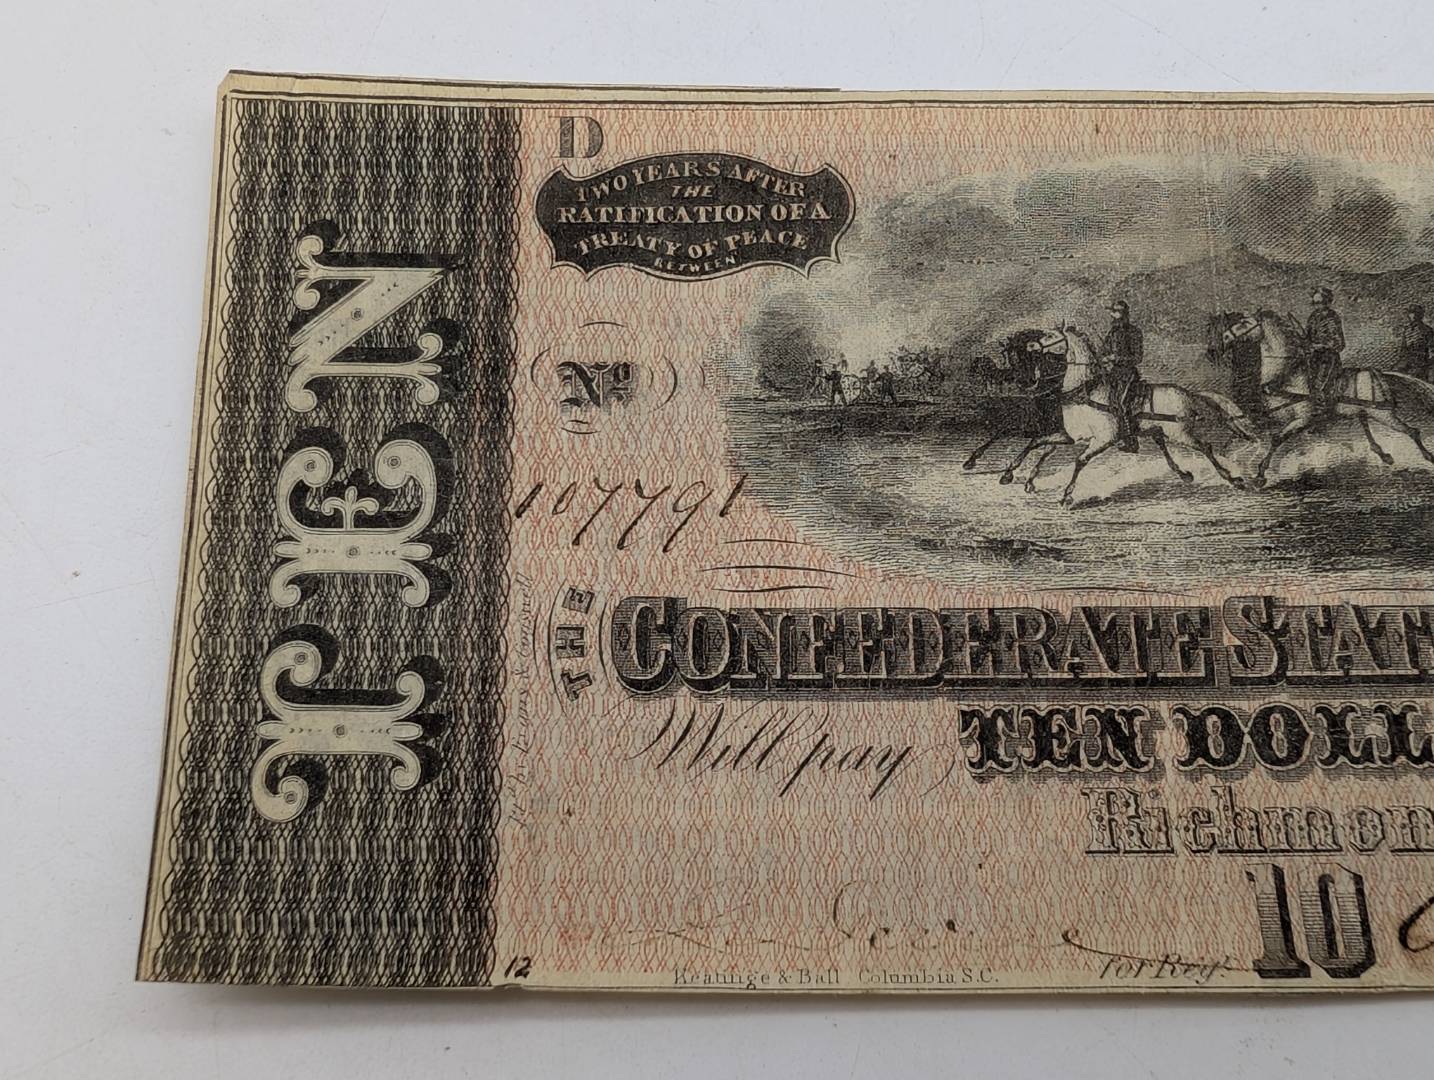 D
TWO YEARS AFTER
THE
RATIFICATION OF A
TREATY OF PEACE
BETWEEN
No
107791
TEN
THE
CONFEDERATE STAT
Will pay TEN DOLL
Richmon
10
for Regr.
12
Keatinge & Ball Columbia S.C.